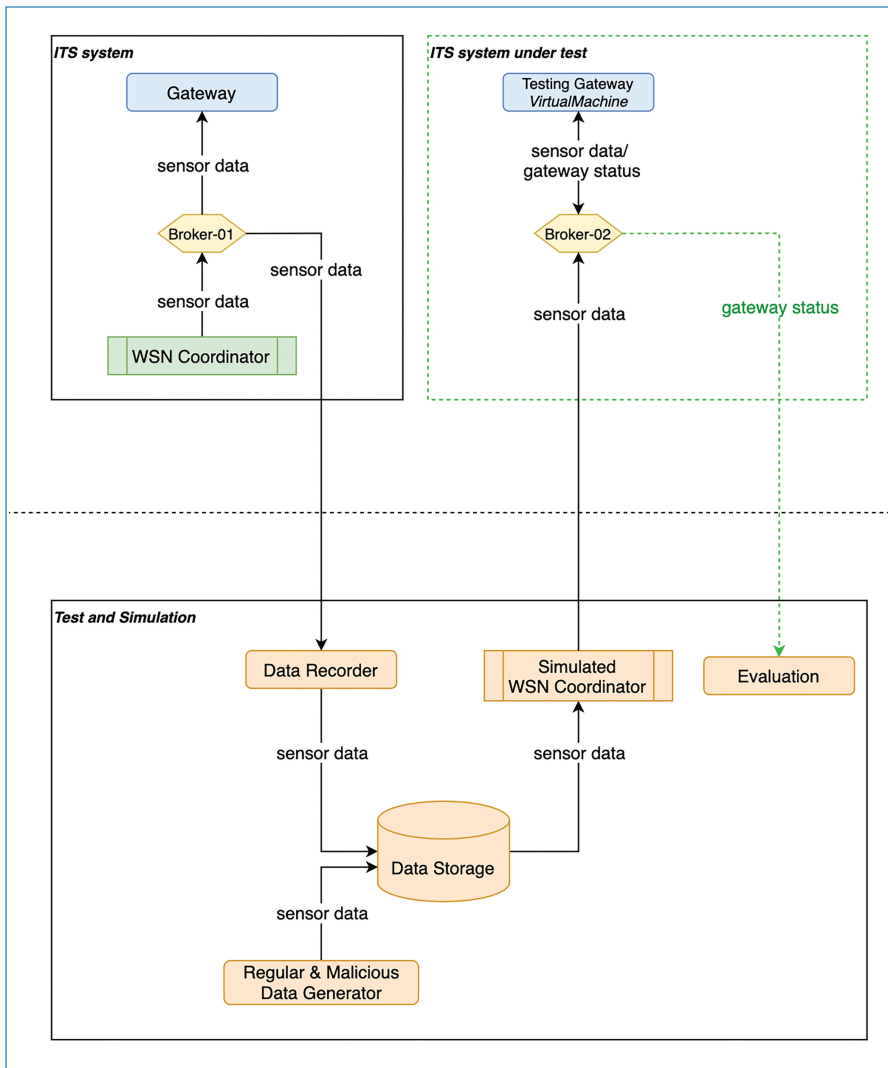 ITS system
Gateway
sensor data
Broker-01
sensor data
sensor data
WSN Coordinator
ITS system under test
Testing Gateway
VirtualMachine
sensor data/
gateway status
Broker-02
sensor data
gateway status
Test and Simulation
Data Recorder
Simulated
WSN Coordinator
Evaluation
sensor data
sensor data
Data Storage
sensor data
Regular & Malicious
Data Generator